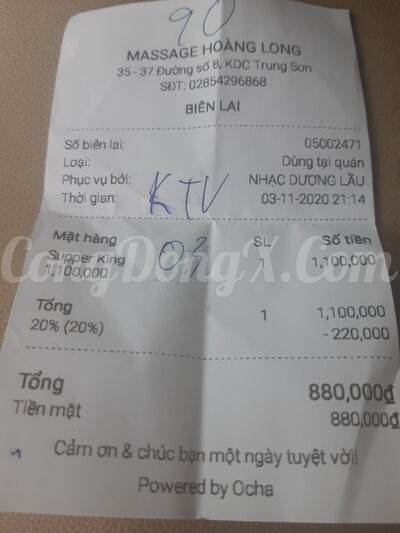 90
MASSAGE HOÀNG LONG
35 - 37 Đường số 8, KDC Trung Sơn
SĐT: 02854296868
BIÊN LAI
Số biên lai: 05002471
Loại: Dùng tại quán
Phục vụ bởi: NHẠC DƯƠNG LẦU
Thời gian: 03-11-2020 21:14
KTV
Mặt hàng SL Số tiền
Supper King 1 1,100,000
1,100,000
03
CongDongX.Com
Tổng 1 1,100,000
20% (20%) - 220,000
Tổng 880,000₫
Tiền mặt 880,000₫
Cảm ơn & chúc bạn một ngày tuyệt vời!
Powered by Ocha